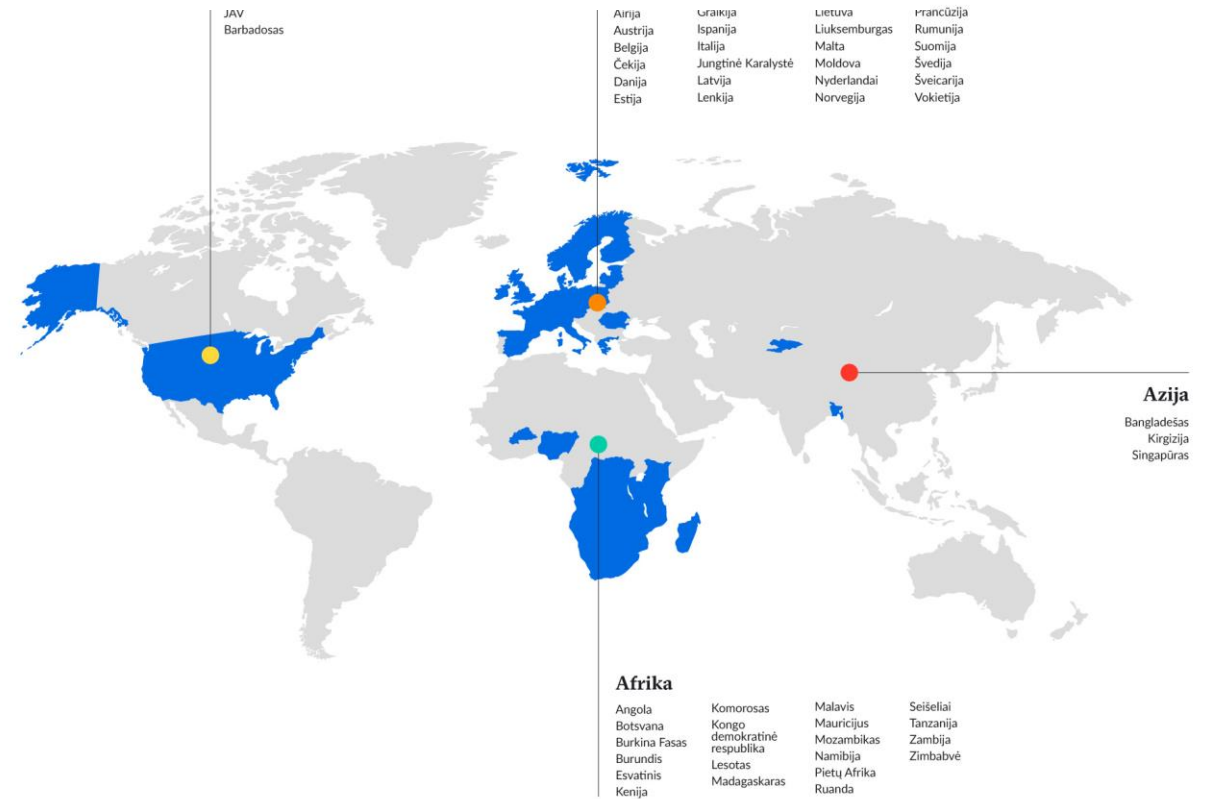 JAV
Barbadosas
Airija
Austrija
Belgija
Čekija
Danija
Estija
Graikija
Ispanija
Italija
Jungtinė Karalystė
Latvija
Lenkija
Lietuva
Liuksemburgas
Malta
Moldova
Nyderlandai
Norvegija
Prancūzija
Rumunija
Suomija
Švedija
Šveicarija
Vokietija
Azija
Bangladešas
Kirgizija
Singapūras
Afrika
Angola
Botsvana
Burkina Fasas
Burundis
Esvatinis
Kenija
Komorosas
Kongo
demokratinė
respublika
Lesotas
Madagaskaras
Malavis
Mauricijus
Mozambikas
Namibija
Pietų Afrika
Ruanda
Seišeliai
Tanzanija
Zambija
Zimbabvė